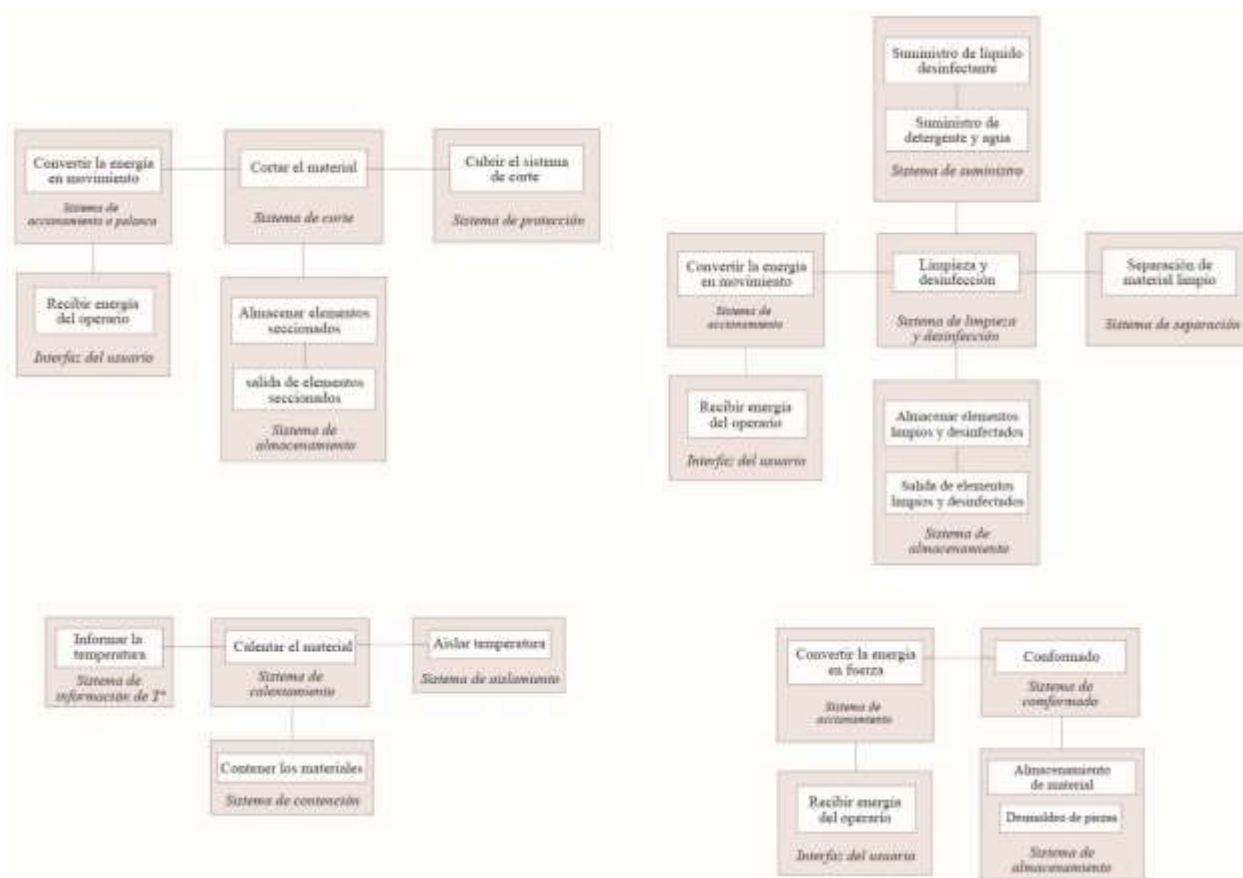 Convertir la energía
en movimiento
Sistema de
accionamiento o palanca
Recibir energía
del operario
Interfaz del usuario
Cortar el material
Sistema de corte
Almacenar elementos
seccionados
salida de elementos
seccionados
Sistema de
almacenamiento
Cubrir el sistema
de corte
Sistema de protección
Suministro de líquido
desinfectante
Suministro de
detergente y agua
Sistema de suministro
Convertir la energía
en movimiento
Sistema de
accionamiento
Recibir energía
del operario
Interfaz del usuario
Limpieza y
desinfección
Sistema de limpieza
y desinfección
Almacenar elementos
limpios y desinfectados
Salida de elementos
limpios y desinfectados
Sistema de
almacenamiento
Separación de
material limpio
Sistema de separación
Informar la
temperatura
Sistema de
información de T°
Calentar el material
Sistema de
calentamiento
Contener los materiales
Sistema de contención
Aislar temperatura
Sistema de aislamiento
Convertir la energía
en fuerza
Sistema de
accionamiento
Recibir energía
del operario
Interfaz del usuario
Conformado
Sistema de
comformado
Almacenamiento
de material
Desmoldeo de piezas
Sistema de
almacenamiento